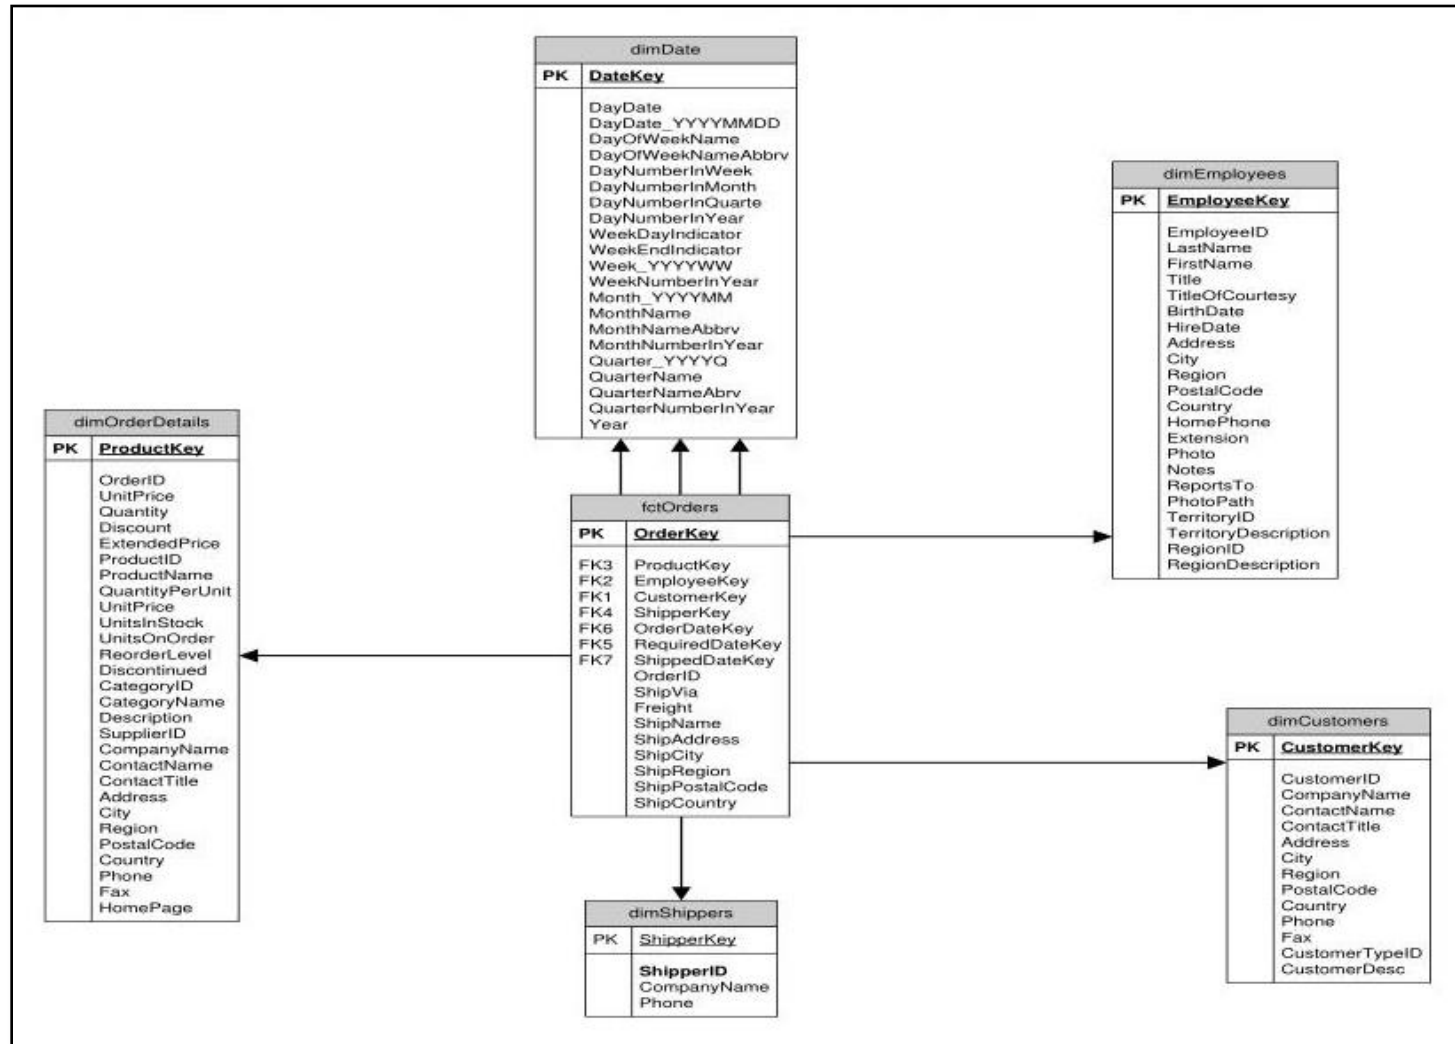 dimDate
PK DateKey
DayDate
DayDate_YYYYMMDD
DayOfWeekName
DayOfWeekNameAbbrv
DayNumberInWeek
DayNumberInMonth
DayNumberInQuarte
DayNumberInYear
WeekDayIndicator
WeekEndIndicator
Week_YYYYWW
WeekNumberInYear
Month_YYYYMM
MonthName
MonthNameAbbrv
MonthNumberInYear
Quarter_YYYYQ
QuarterName
QuarterNameAbrv
QuarterNumberInYear
Year
dimEmployees
PK EmployeeKey
EmployeeID
LastName
FirstName
Title
TitleOfCourtesy
BirthDate
HireDate
Address
City
Region
PostalCode
Country
HomePhone
Extension
Photo
Notes
ReportsTo
PhotoPath
TerritoryID
TerritoryDescription
RegionID
RegionDescription
dimOrderDetails
PK ProductKey
OrderID
UnitPrice
Quantity
Discount
ExtendedPrice
ProductID
ProductName
QuantityPerUnit
UnitPrice
UnitsInStock
UnitsOnOrder
ReorderLevel
Discontinued
CategoryID
CategoryName
Description
SupplierID
CompanyName
ContactName
ContactTitle
Address
City
Region
PostalCode
Country
Phone
Fax
HomePage
fctOrders
PK OrderKey
FK3 ProductKey
FK2 EmployeeKey
FK1 CustomerKey
FK4 ShipperKey
FK6 OrderDateKey
FK5 RequiredDateKey
FK7 ShippedDateKey
OrderID
ShipVia
Freight
ShipName
ShipAddress
ShipCity
ShipRegion
ShipPostalCode
ShipCountry
dimCustomers
PK CustomerKey
CustomerID
CompanyName
ContactName
ContactTitle
Address
City
Region
PostalCode
Country
Phone
Fax
CustomerTypeID
CustomerDesc
dimShippers
PK ShipperKey
ShipperID
CompanyName
Phone